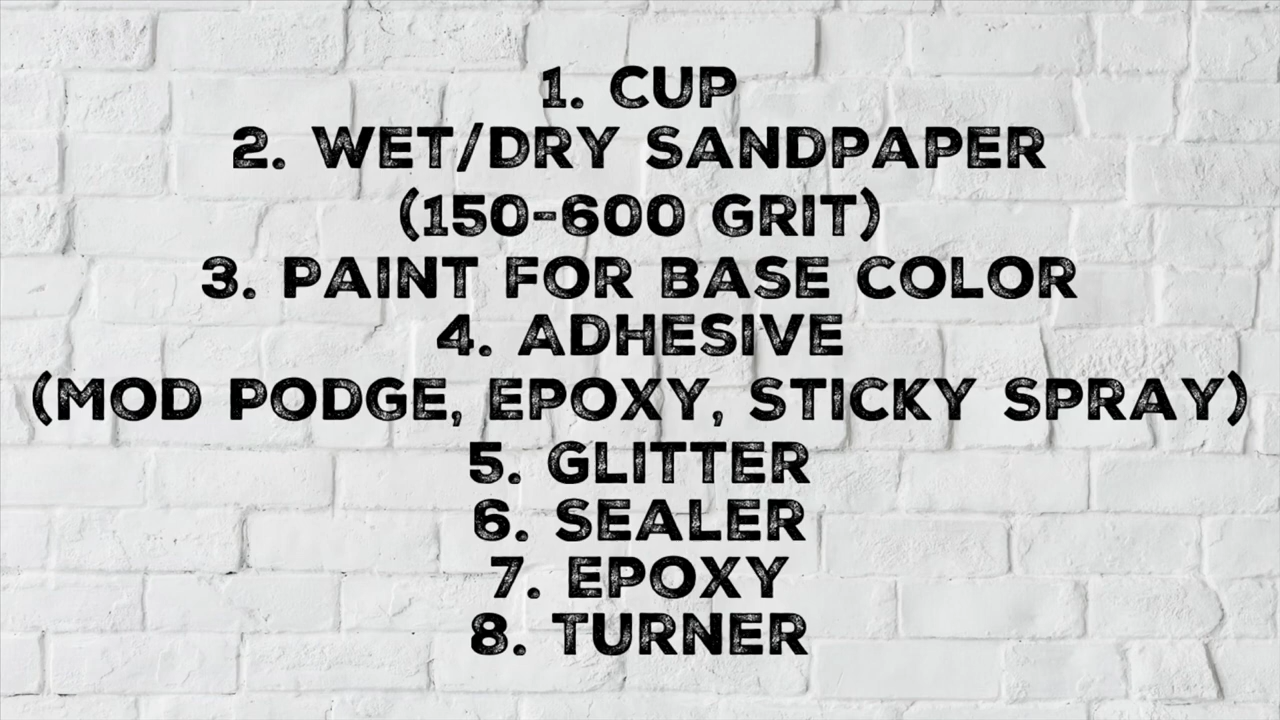 1. CUP
2. WET/DRY SANDPAPER
(150-600 GRIT)
3. PAINT FOR BASE COLOR
4. ADHESIVE
(MOD PODGE, EPOXY, STICKY SPRAY)
5. GLITTER
6. SEALER
7. EPOXY
8. TURNER